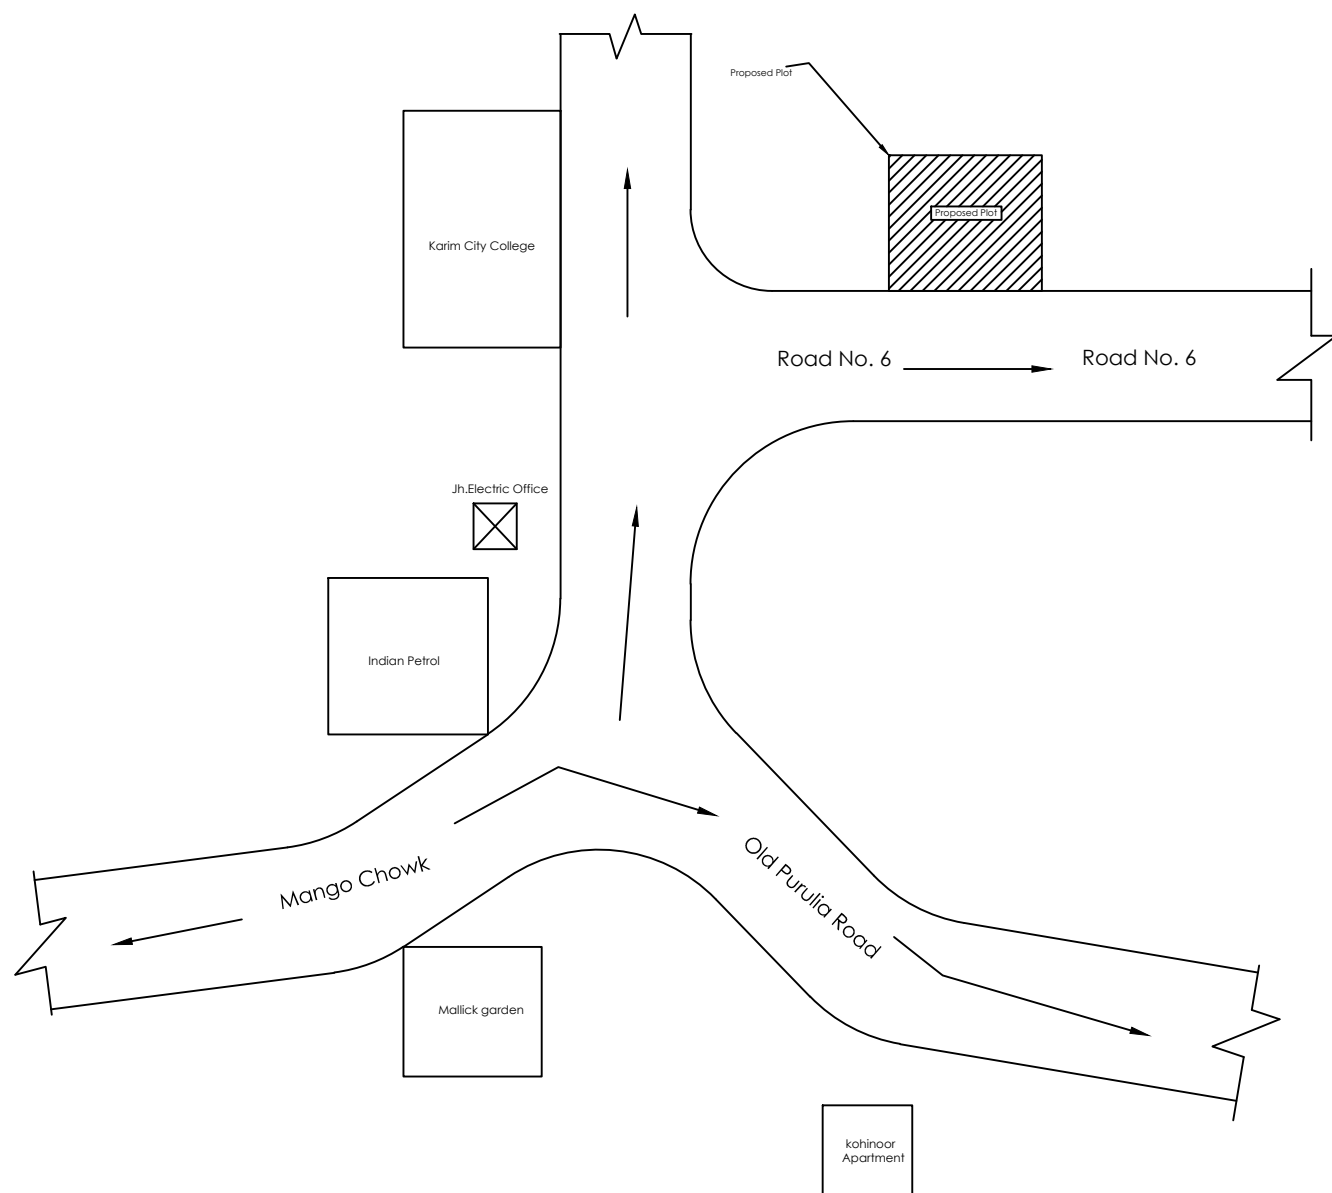 Proposed Plot
Proposed Plot
Karim City College
Road No. 6
Road No. 6
Jh.Electric Office
Indian Petrol
Mango Chowk
Old Purulia Road
Mallick garden
kohinoor
Apartment